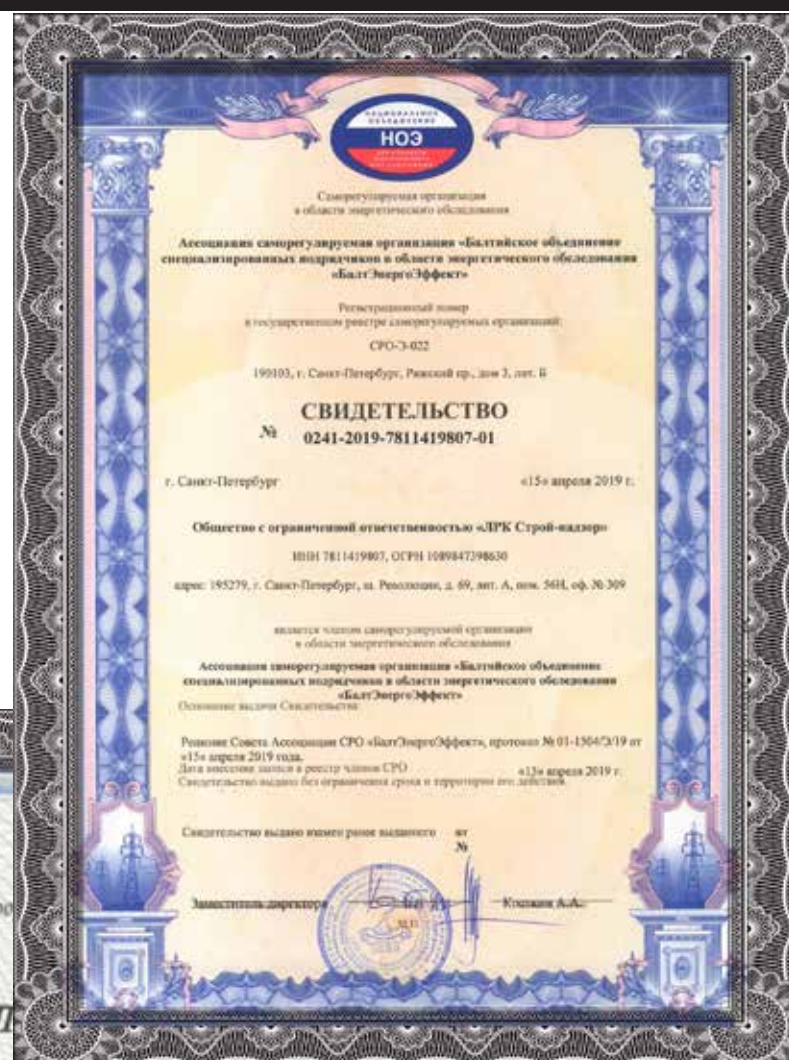 НАЦИОНАЛЬНОЕ
ОБЪЕДИНЕНИЕ
НОЭ
Саморегулируемая организация
в области энергетического обследования
Ассоциация саморегулируемая организация «Балтийское объединение
специализированных подрядчиков в области энергетического обследования
«БалтЭнергоЭффект»
Регистрационный номер
в государственном реестре саморегулируемых организаций:
СРО-Э-022
190103, г. Санкт-Петербург, Рижский пр., дом 3, лит. Б
СВИДЕТЕЛЬСТВО
№ 0241-2019-7811419807-01
г. Санкт-Петербург «15» апреля 2019 г.
Общество с ограниченной ответственностью «ЛРК Строй-надзор»
ИНН 7811419807, ОГРН 1089847398630
адрес: 195279, г. Санкт-Петербург, ш. Революции, д. 69, лит. А, пом. 56Н, оф. № 309
является членом саморегулируемой организации
в области энергетического обследования
Ассоциация саморегулируемая организация «Балтийское объединение
специализированных подрядчиков в области энергетического обследования
«БалтЭнергоЭффект»
Основание выдачи Свидетельства:
Решение Совета Ассоциации СРО «БалтЭнергоЭффект», протокол № 01-1504/Э/19 от
«15» апреля 2019 года.
Дата внесения записи в реестр членов СРО «15» апреля 2019 г.
Свидетельство выдано без ограничения срока и территории его действия.
Свидетельство выдано взамен ранее выданного от
№
Заместитель директора А.А.
М.П.